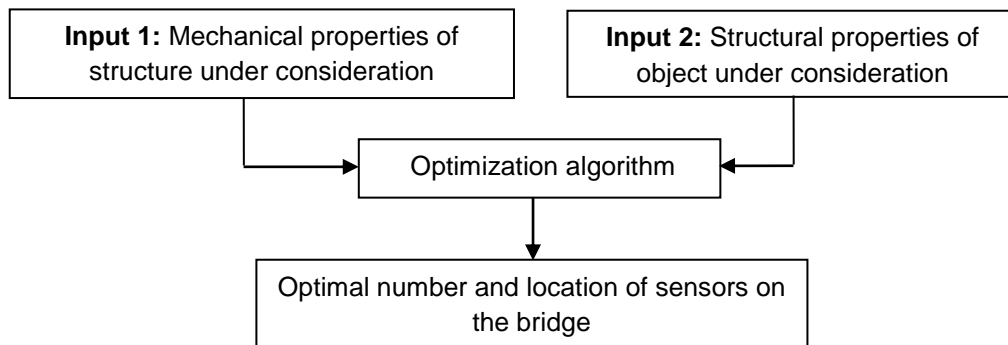 Input 1: Mechanical properties of
structure under consideration
Input 2: Structural properties of
object under consideration
Optimization algorithm
Optimal number and location of sensors on
the bridge